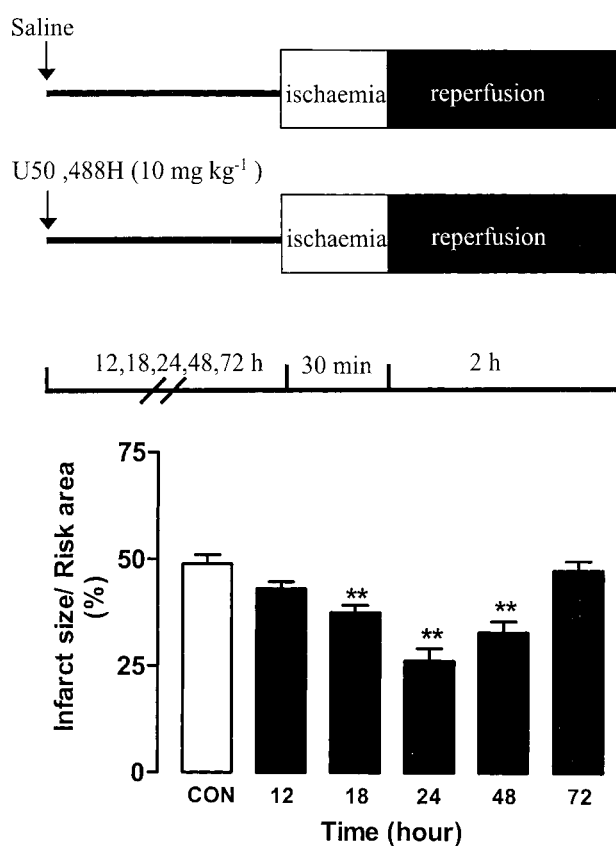 Saline
ischaemia reperfusion
U50 ,488H (10 mg kg⁻¹ )
ischaemia reperfusion
12,18,24,48,72 h 30 min 2 h
75
50
25
0
Infarct size/ Risk area
(%)
** ** **
CON 12 18 24 48 72
Time (hour)